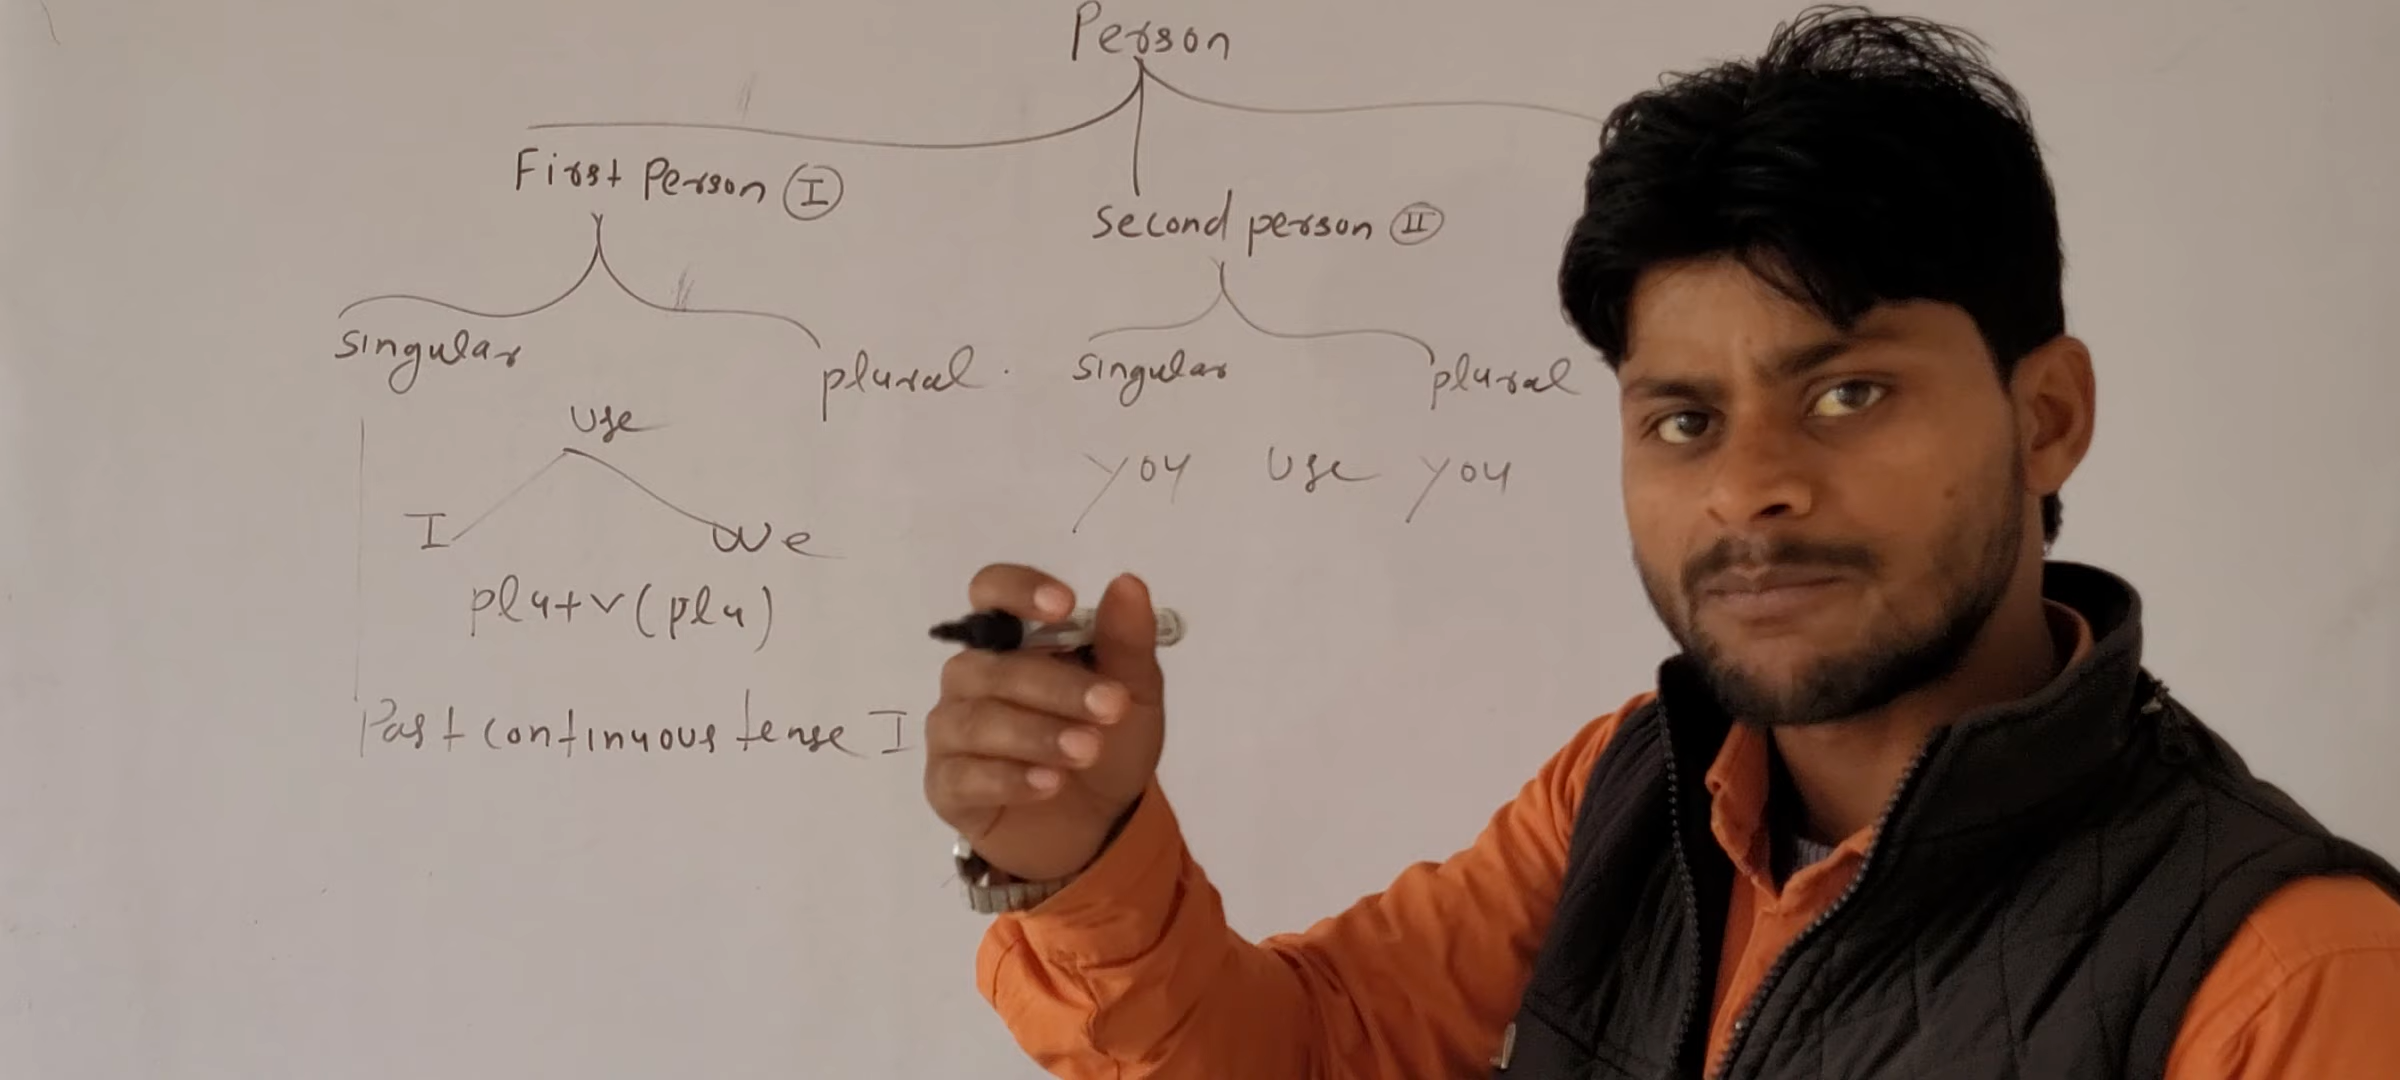 Person
First Person I
Second person II
Singular
plural.
Singular
plural
Use
I
We
you use you
plu+v(plu)
Past continuous tense I